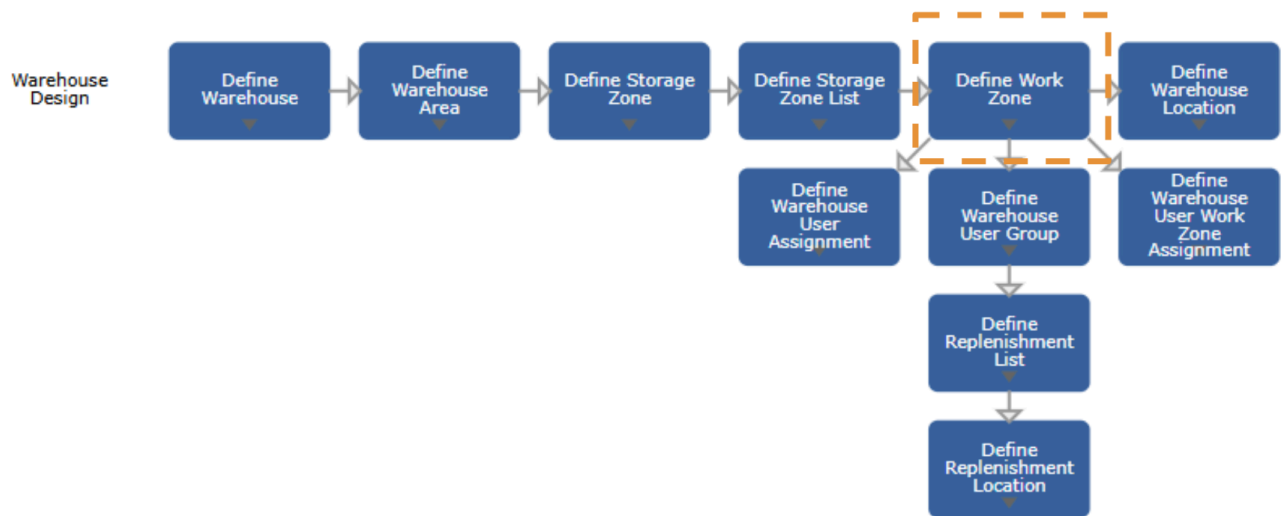 Warehouse
Design
Define
Warehouse
Define
Warehouse
Area
Define Storage
Zone
Define Storage
Zone List
Define Work
Zone
Define
Warehouse
Location
Define
Warehouse
User
Assignment
Define
Warehouse
User Group
Define
Warehouse
User Work
Zone
Assignment
Define
Replenishment
List
Define
Replenishment
Location